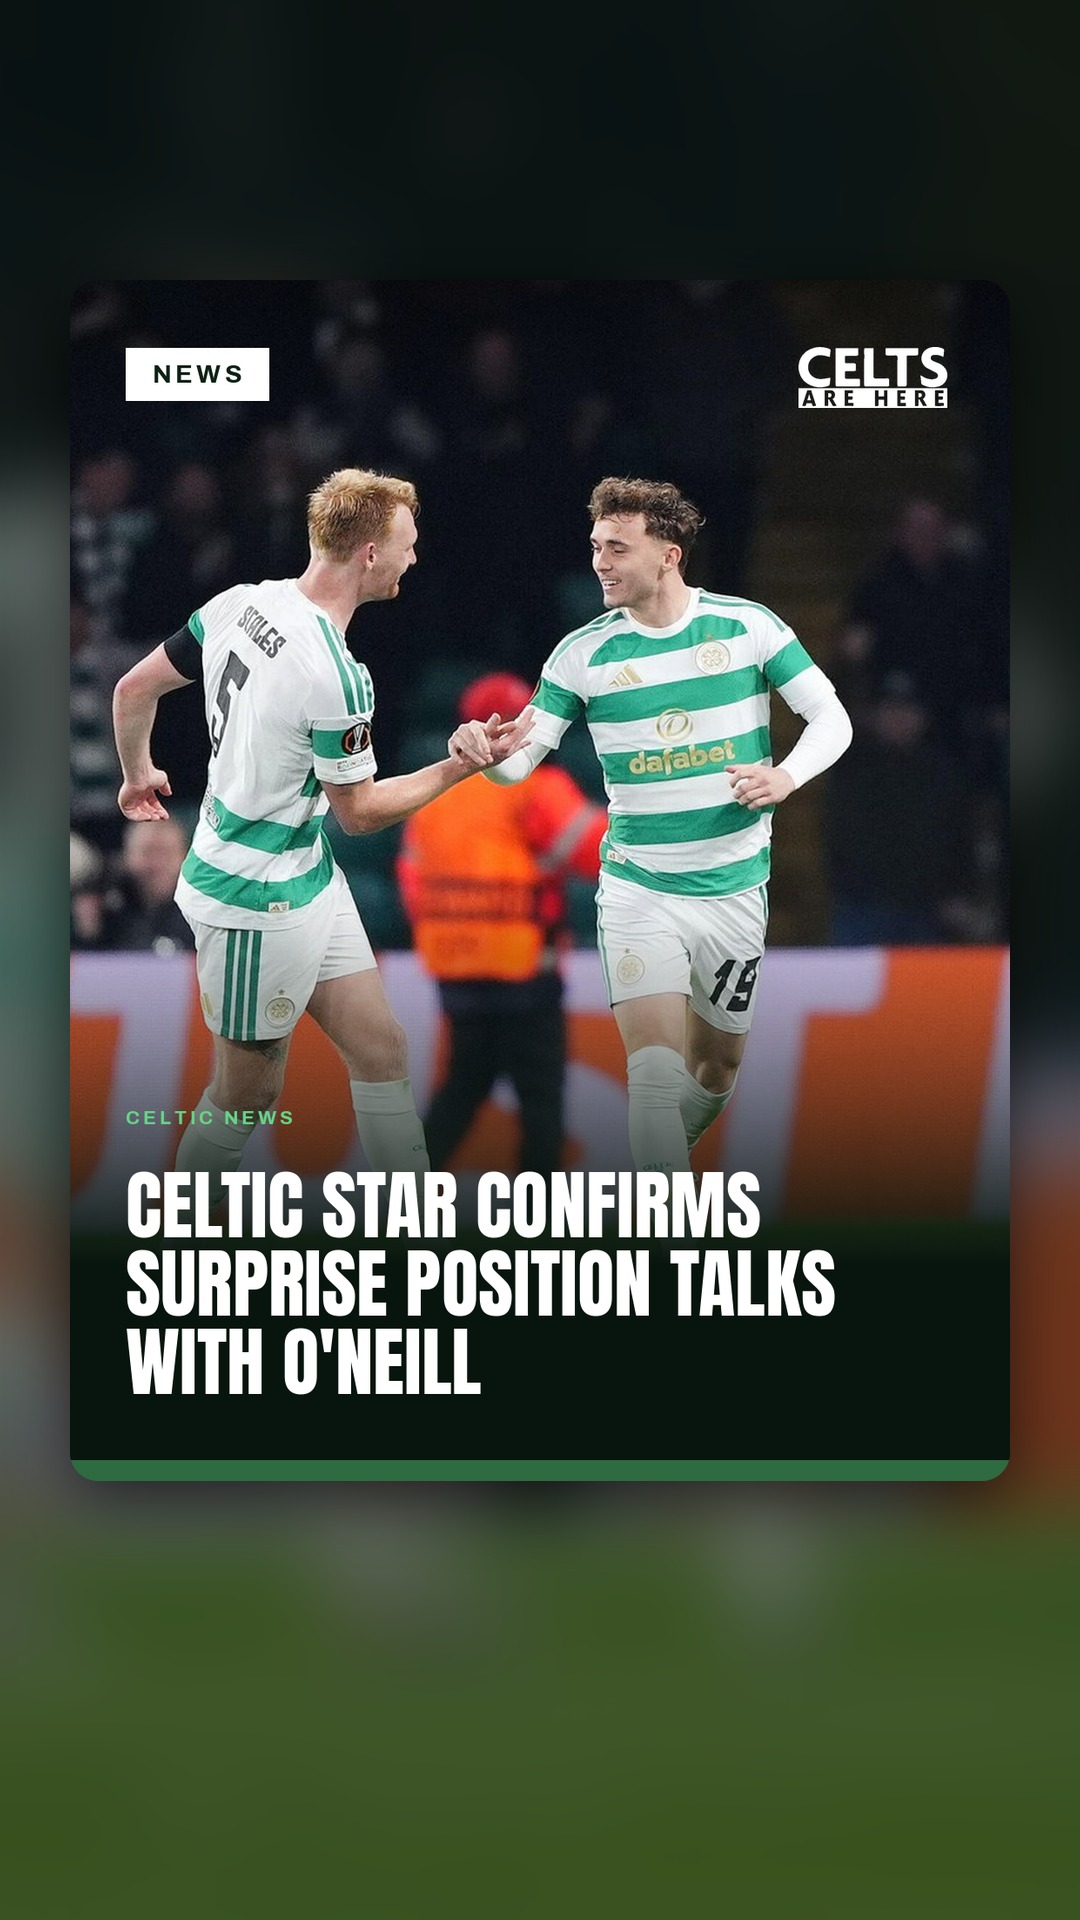 NEWS
CELTS
ARE HERE
SCALES
5
dafabet
19
CELTIC NEWS
CELTIC STAR CONFIRMS
SURPRISE POSITION TALKS
WITH O'NEILL